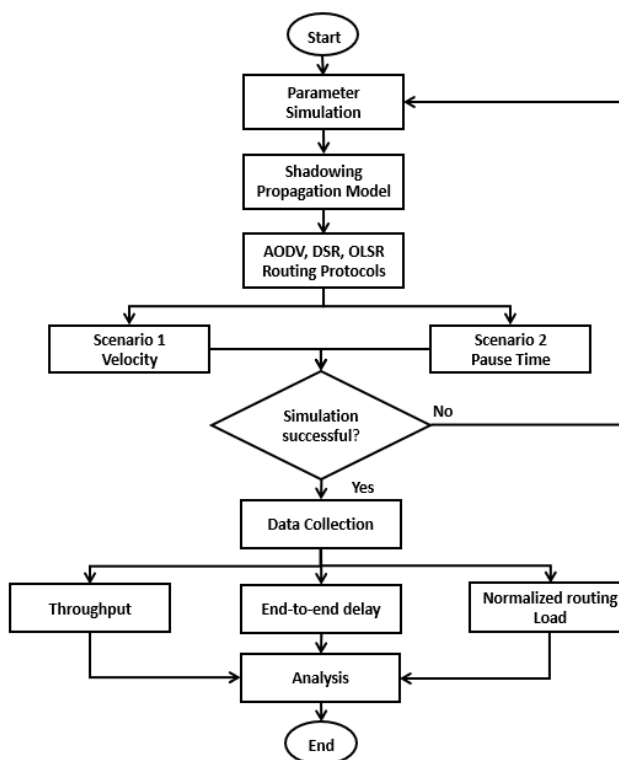 Start
Parameter
Simulation
Shadowing
Propagation Model
AODV, DSR, OLSR
Routing Protocols
Scenario 1
Velocity
Scenario 2
Pause Time
Simulation
successful?
No
Yes
Data Collection
Throughput
End-to-end delay
Normalized routing
Load
Analysis
End